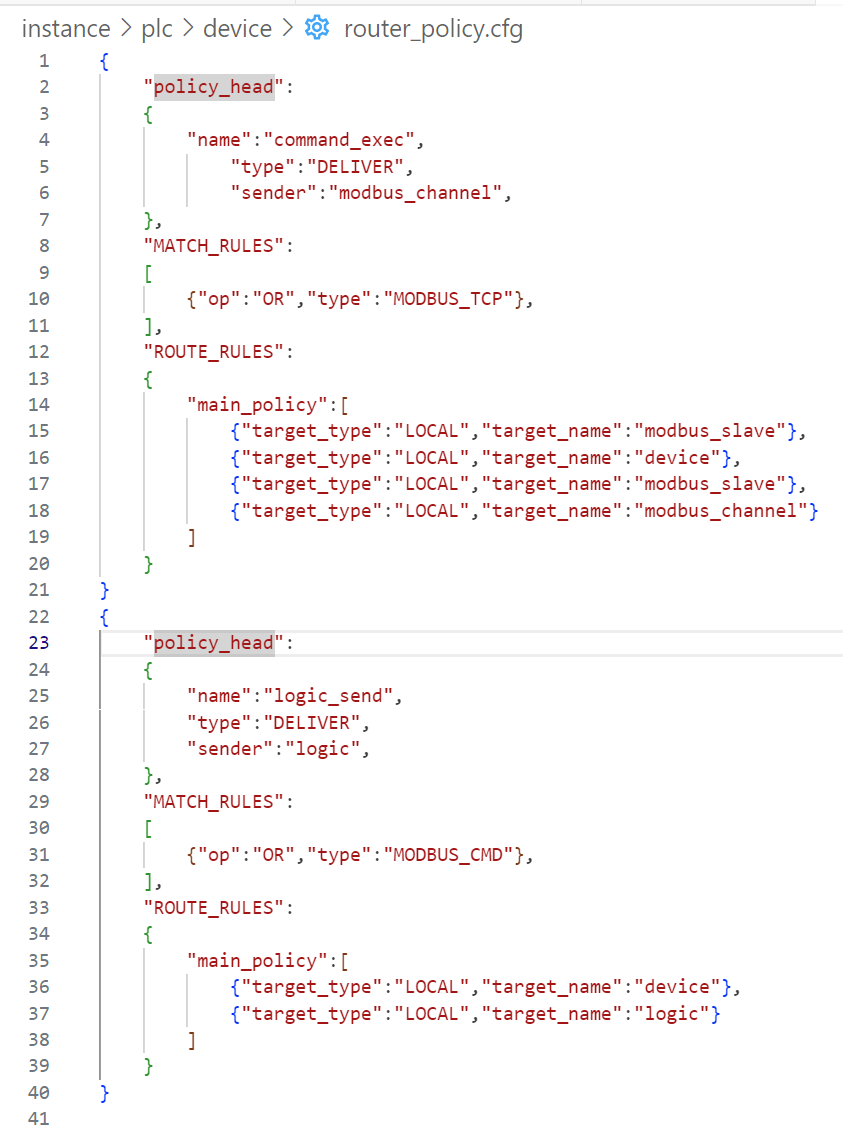 instance > plc > device > router_policy.cfg
1 {
2 "policy_head":
3 {
4 "name":"command_exec",
5 "type":"DELIVER",
6 "sender":"modbus_channel",
7 },
8 "MATCH_RULES":
9 [
10 {"op":"OR","type":"MODBUS_TCP"},
11 ],
12 "ROUTE_RULES":
13 {
14 "main_policy":[
15 {"target_type":"LOCAL","target_name":"modbus_slave"},
16 {"target_type":"LOCAL","target_name":"device"},
17 {"target_type":"LOCAL","target_name":"modbus_slave"},
18 {"target_type":"LOCAL","target_name":"modbus_channel"}
19 ]
20 }
21 }
22 {
23 "policy_head":
24 {
25 "name":"logic_send",
26 "type":"DELIVER",
27 "sender":"logic",
28 },
29 "MATCH_RULES":
30 [
31 {"op":"OR","type":"MODBUS_CMD"},
32 ],
33 "ROUTE_RULES":
34 {
35 "main_policy":[
36 {"target_type":"LOCAL","target_name":"device"},
37 {"target_type":"LOCAL","target_name":"logic"}
38 ]
39 }
40 }
41